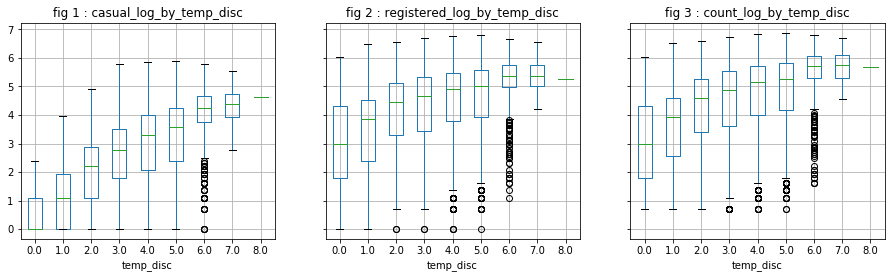 fig 1 : casual_log_by_temp_disc
fig 2 : registered_log_by_temp_disc
fig 3 : count_log_by_temp_disc
7
6
5
4
3
2
1
0
0.0 1.0 2.0 3.0 4.0 5.0 6.0 7.0 8.0
0.0 1.0 2.0 3.0 4.0 5.0 6.0 7.0 8.0
0.0 1.0 2.0 3.0 4.0 5.0 6.0 7.0 8.0
temp_disc
temp_disc
temp_disc